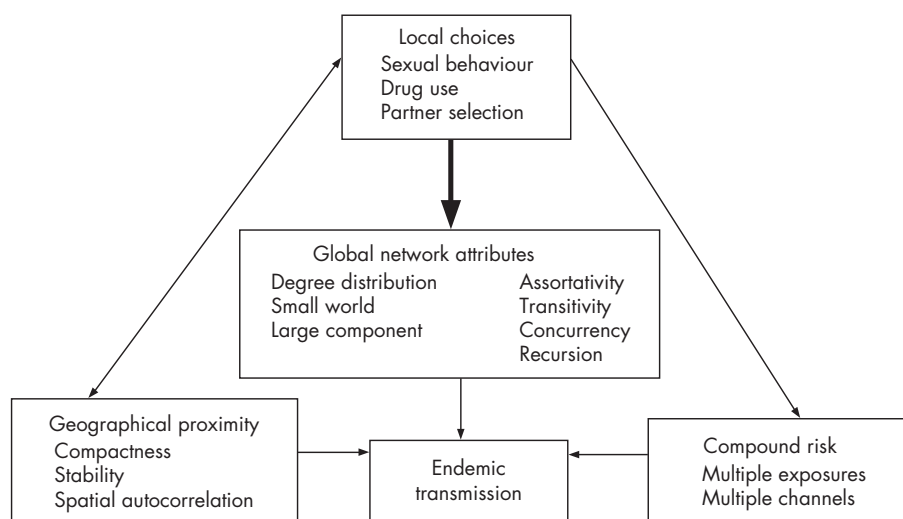 Local choices
Sexual behaviour
Drug use
Partner selection
Global network attributes
Degree distribution
Small world
Large component
Assortativity
Transitivity
Concurrency
Recursion
Geographical proximity
Compactness
Stability
Spatial autocorrelation
Endemic
transmission
Compound risk
Multiple exposures
Multiple channels